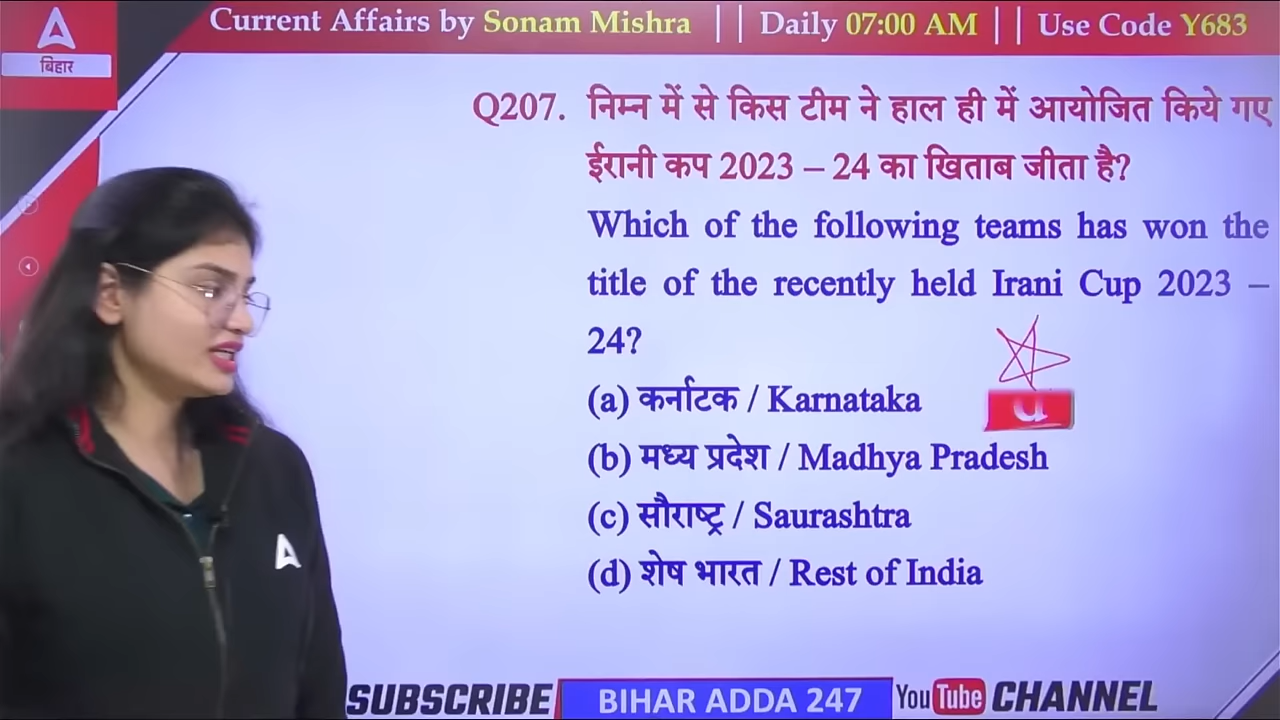 Current Affairs by Sonam Mishra || Daily 07:00 AM || Use Code Y683
बिहार
Q207. निम्न में से किस टीम ने हाल ही में आयोजित किये गए
ईरानी कप 2023 – 24 का खिताब जीता है?
Which of the following teams has won the
title of the recently held Irani Cup 2023 –
24?
(a) कर्नाटक / Karnataka
(b) मध्य प्रदेश / Madhya Pradesh
(c) सौराष्ट्र / Saurashtra
(d) शेष भारत / Rest of India
SUBSCRIBE BIHAR ADDA 247 YouTube CHANNEL